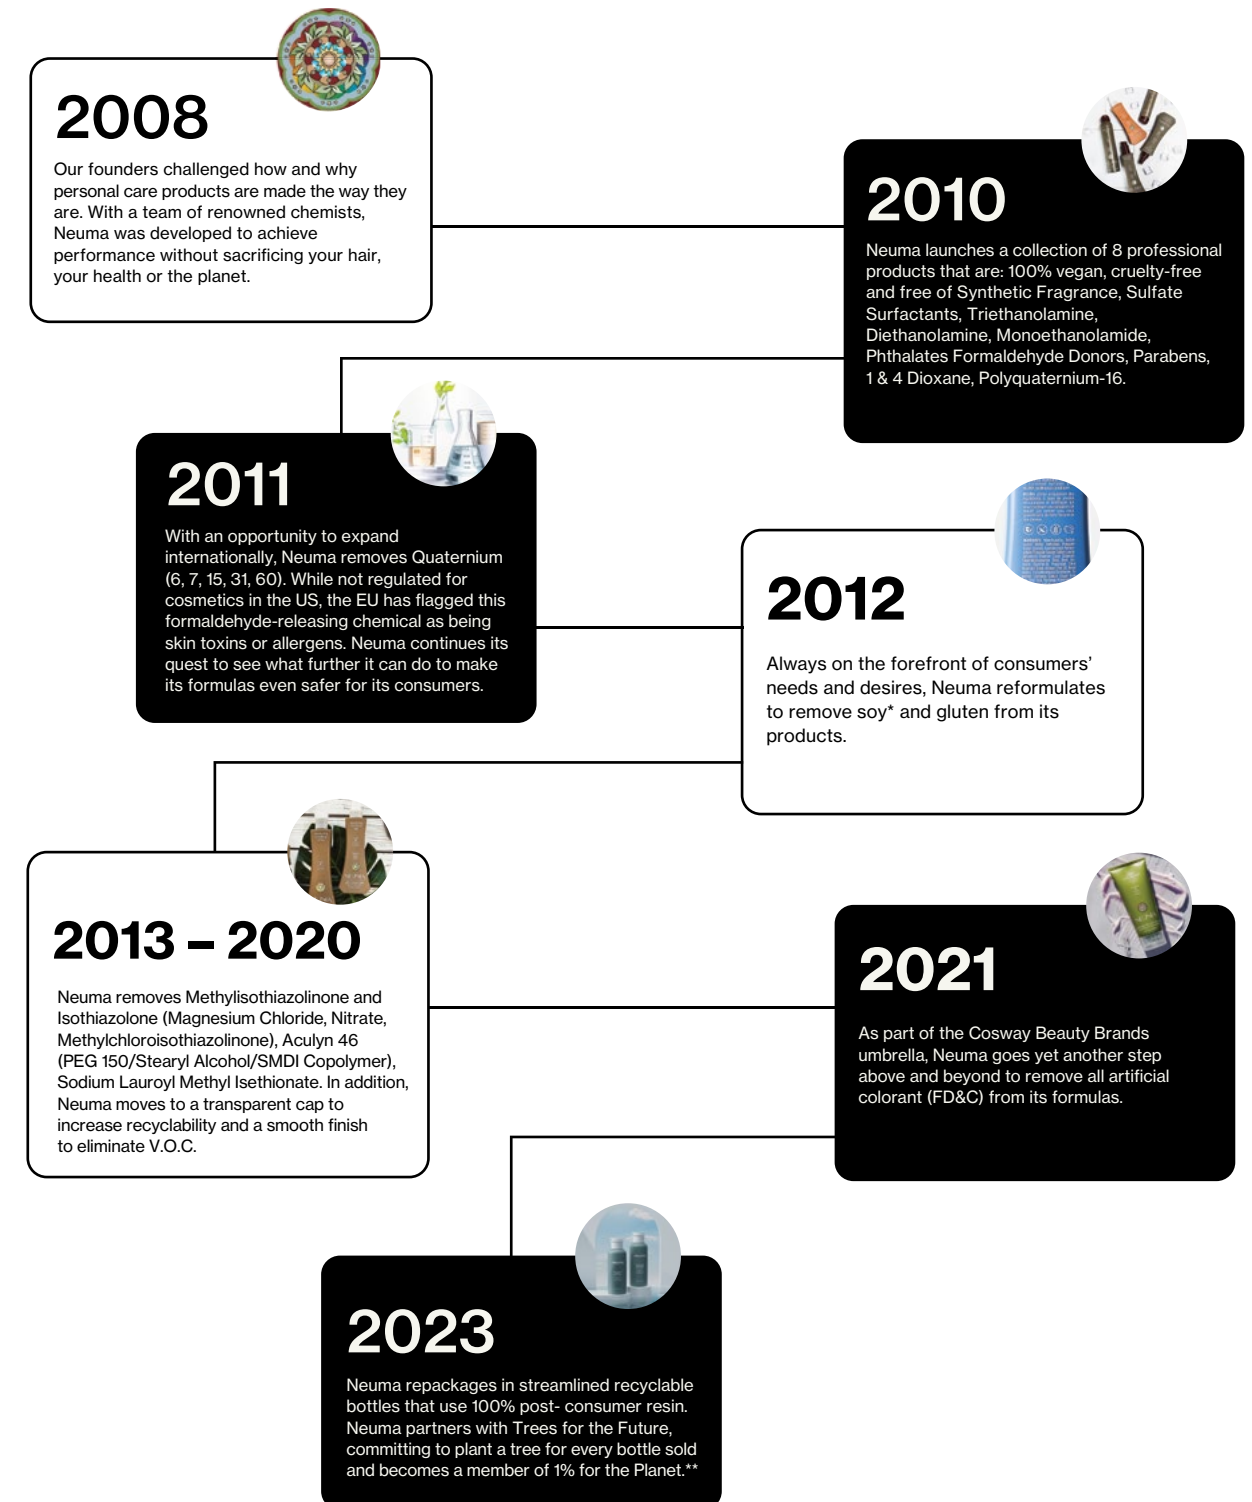 2008
Our founders challenged how and why
personal care products are made the way they
are. With a team of renowned chemists,
Neuma was developed to achieve
performance without sacrificing your hair,
your health or the planet.
2010
Neuma launches a collection of 8 professional
products that are: 100% vegan, cruelty-free
and free of Synthetic Fragrance, Sulfate
Surfactants, Triethanolamine,
Diethanolamine, Monoethanolamide,
Phthalates Formaldehyde Donors, Parabens,
1 & 4 Dioxane, Polyquaternium-16.
2011
With an opportunity to expand
internationally, Neuma removes Quaternium
(6, 7, 15, 31, 60). While not regulated for
cosmetics in the US, the EU has flagged this
formaldehyde-releasing chemical as being
skin toxins or allergens. Neuma continues its
quest to see what further it can do to make
its formulas even safer for its consumers.
2012
Always on the forefront of consumers'
needs and desires, Neuma reformulates
to remove soy* and gluten from its
products.
2013 – 2020
Neuma removes Methylisothiazolinone and
Isothiazolone (Magnesium Chloride, Nitrate,
Methylchloroisothiazolinone), Aculyn 46
(PEG 150/Stearyl Alcohol/SMDI Copolymer),
Sodium Lauroyl Methyl Isethionate. In addition,
Neuma moves to a transparent cap to
increase recyclability and a smooth finish
to eliminate V.O.C.
2021
As part of the Cosway Beauty Brands
umbrella, Neuma goes yet another step
above and beyond to remove all artificial
colorant (FD&C) from its formulas.
2023
Neuma repackages in streamlined recyclable
bottles that use 100% post- consumer resin.
Neuma partners with Trees for the Future,
committing to plant a tree for every bottle sold
and becomes a member of 1% for the Planet.**